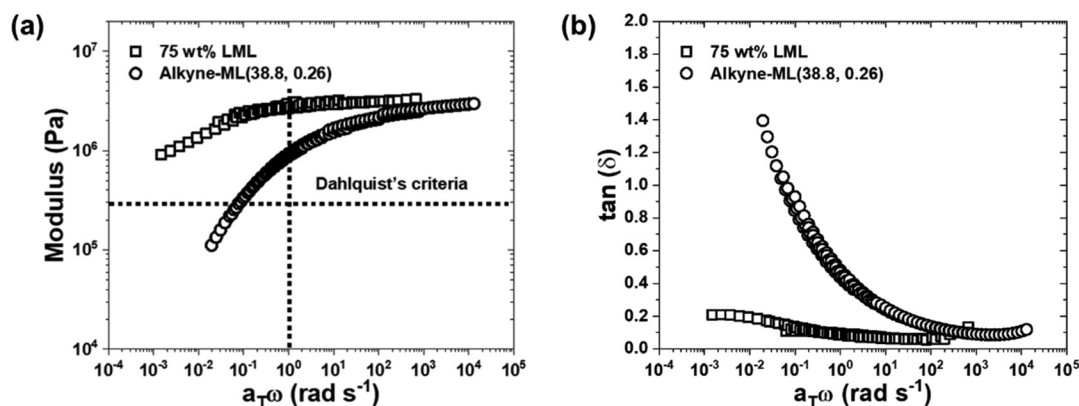 (a)
10⁷
10⁶
10⁵
10⁴
Modulus (Pa)
75 wt% LML
Alkyne-ML(38.8, 0.26)
Dahlquist's criteria
10⁻⁴ 10⁻³ 10⁻² 10⁻¹ 10⁰ 10¹ 10² 10³ 10⁴ 10⁵
a_Tω (rad s⁻¹)
(b)
2.0
1.8
1.6
1.4
1.2
1.0
0.8
0.6
0.4
0.2
0.0
tan (δ)
75 wt% LML
Alkyne-ML(38.8, 0.26)
10⁻⁴ 10⁻³ 10⁻² 10⁻¹ 10⁰ 10¹ 10² 10³ 10⁴ 10⁵
a_Tω (rad s⁻¹)